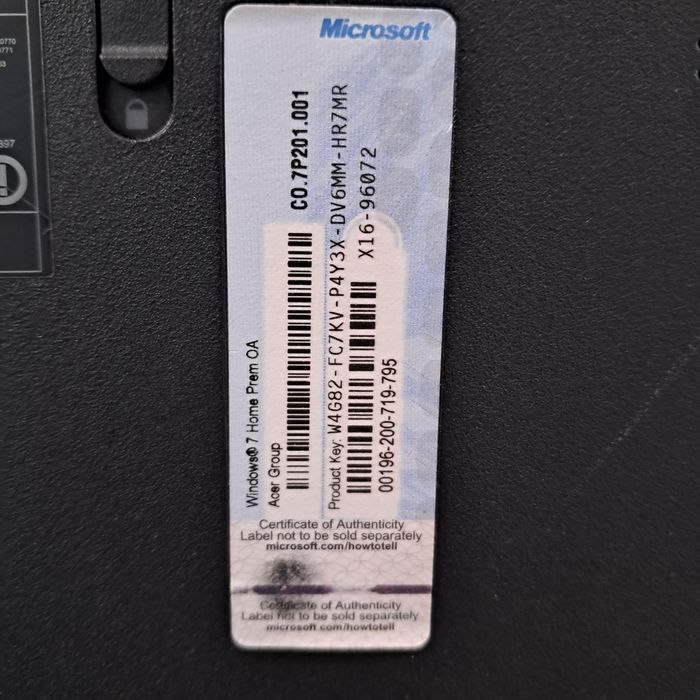 Microsoft
Windows® 7 Home Prem OA
Acer Group
CO.7P201.001
Product Key: W4G82-FC7KV-P4Y3X-DV6MM-HR7MR
X16-96072
00196-200-719-795
Certificate of Authenticity
Label not to be sold separately
microsoft.com/howtotell
Certificate of Authenticity
Label not to be sold separately
microsoft.com/howtotell